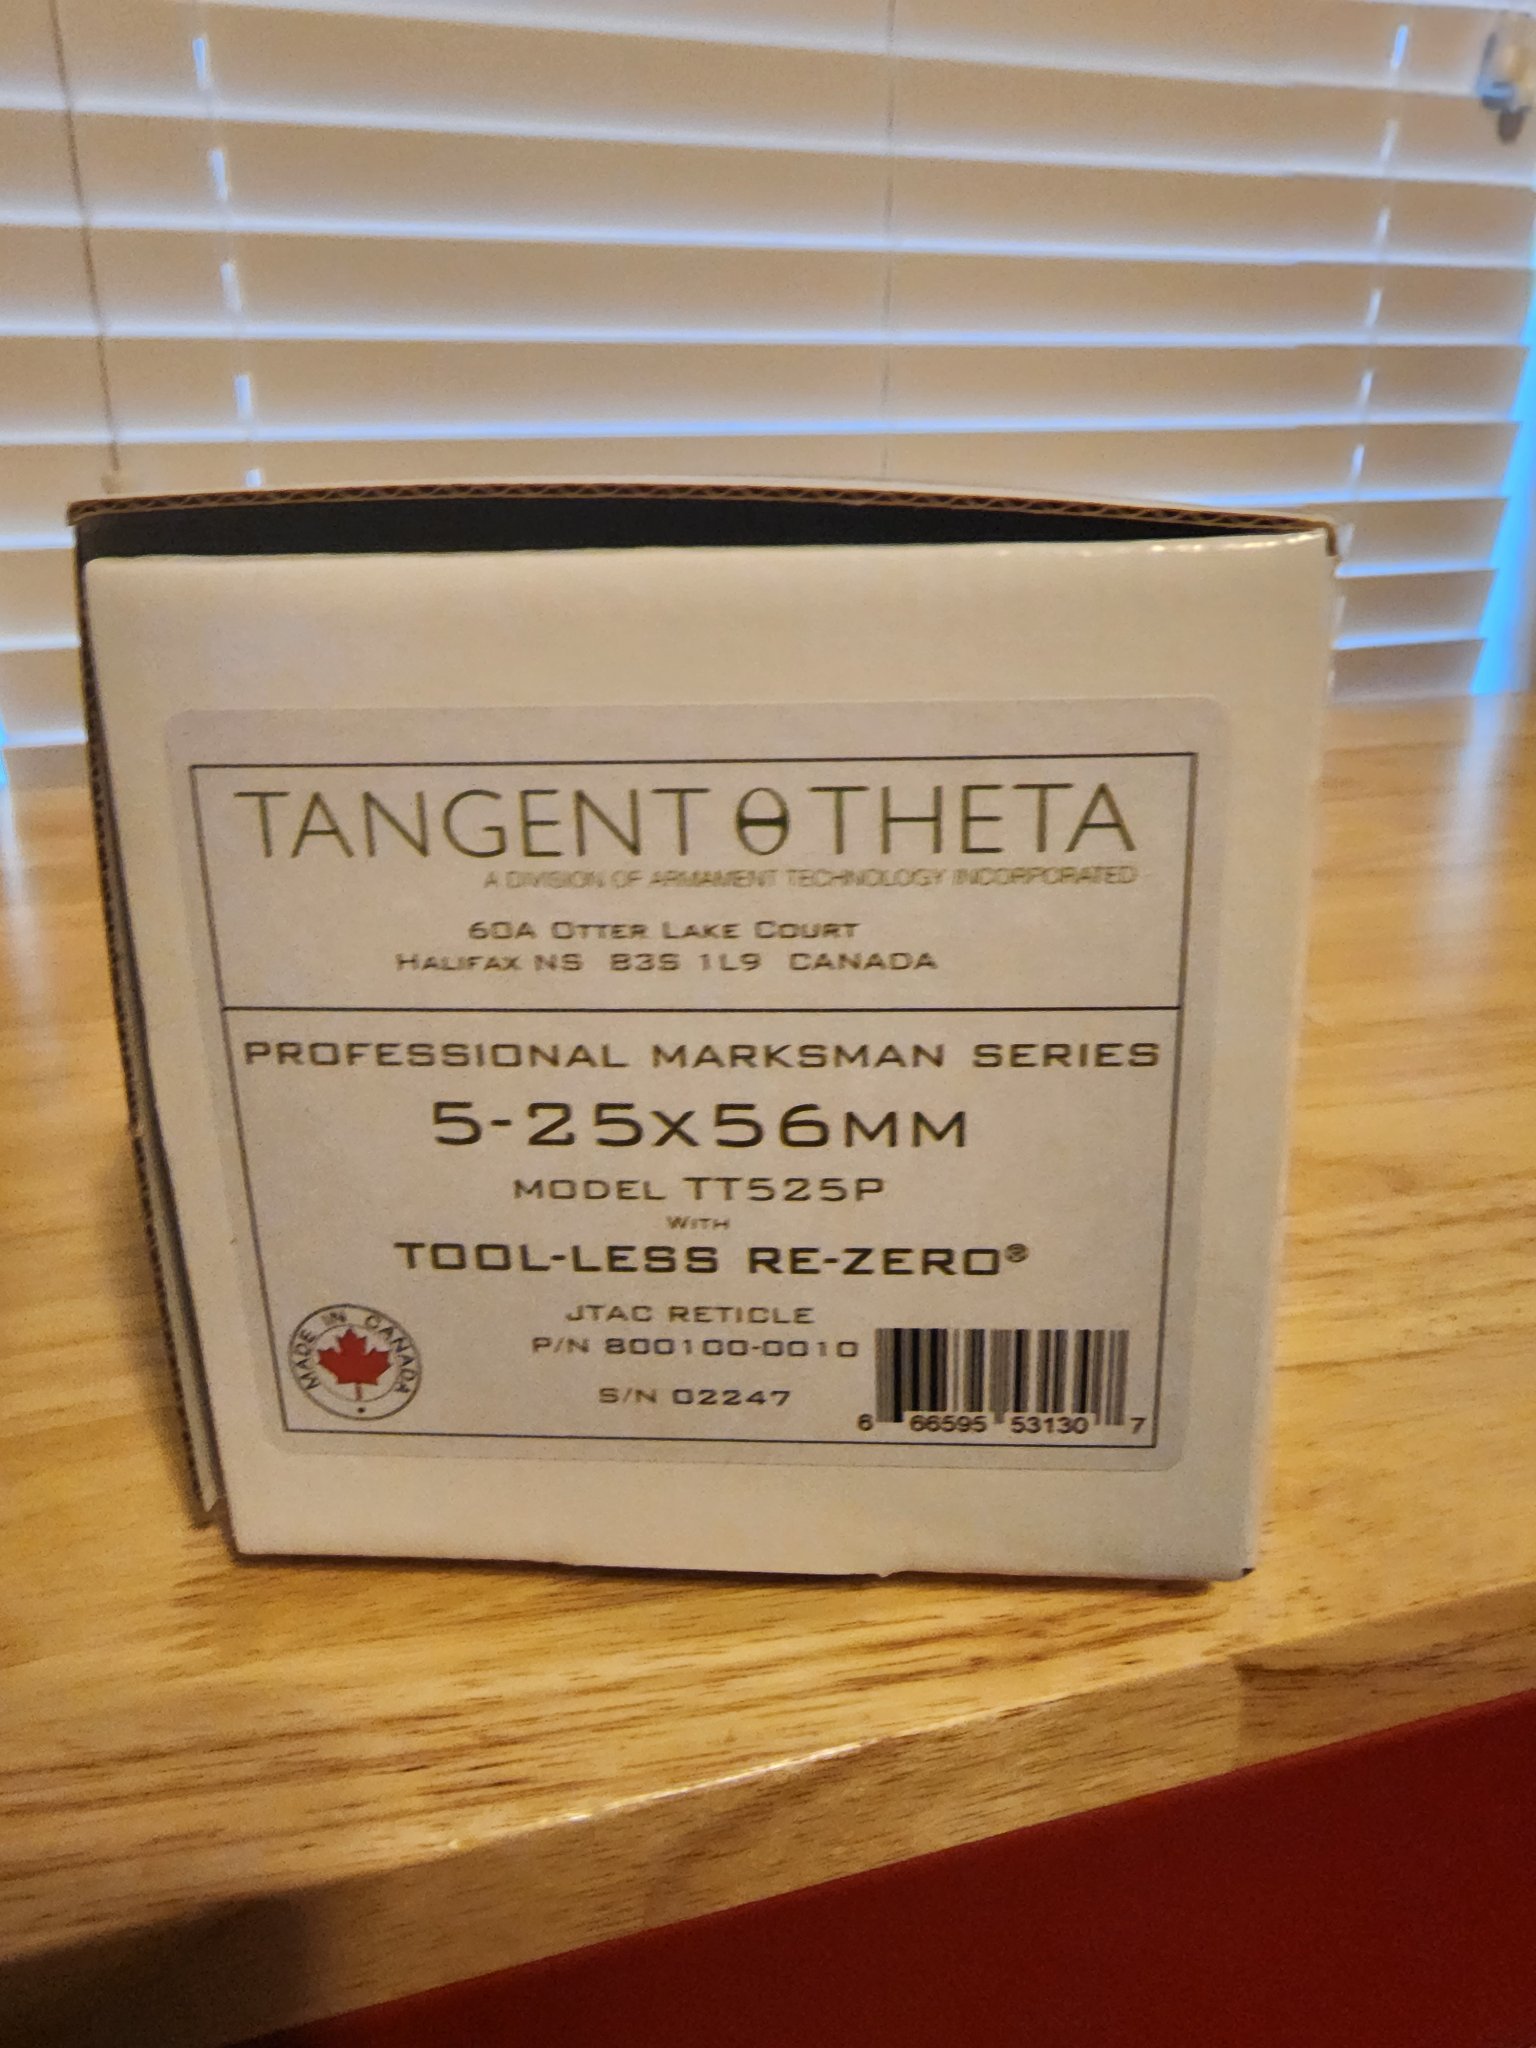 TANGENT θ THETA
A DIVISION OF ARMAMENT TECHNOLOGY INCORPORATED
60A OTTER LAKE COURT
HALIFAX NS B3S 1L9 CANADA
PROFESSIONAL MARKSMAN SERIES
5-25x56MM
MODEL TT525P
WITH
TOOL-LESS RE-ZERO®
JTAC RETICLE
P/N 800100-0010
S/N 02247
MADE IN CANADA
6 66595 53130 7